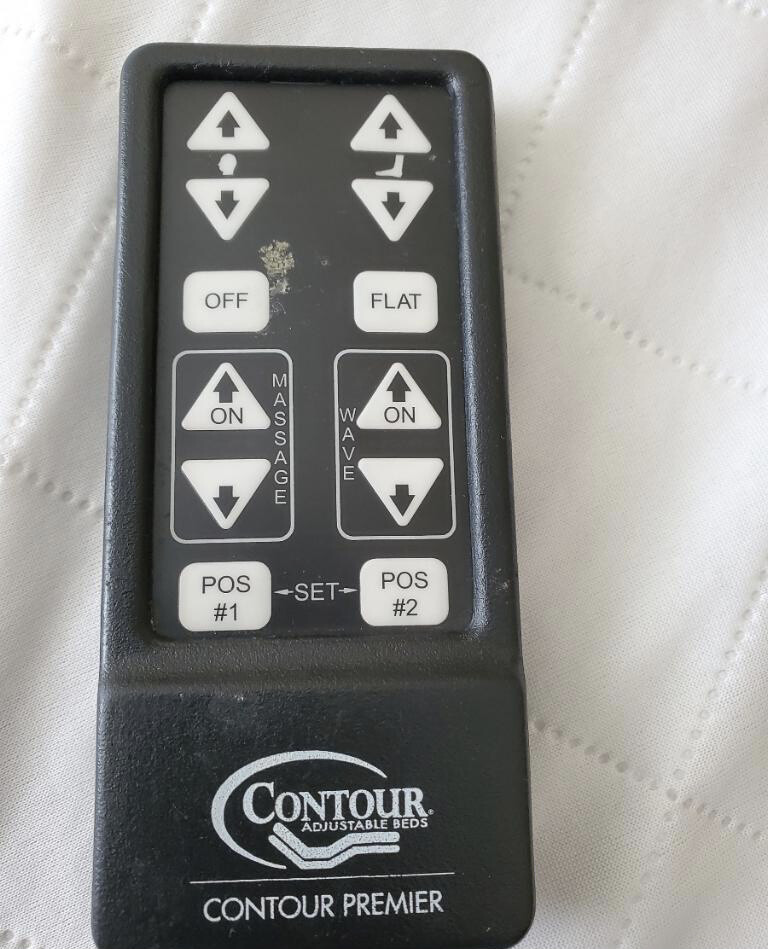 OFF FLAT
ON MASSAGE WAVE ON
POS #1 SET POS #2
CONTOUR®
ADJUSTABLE BEDS
CONTOUR PREMIER